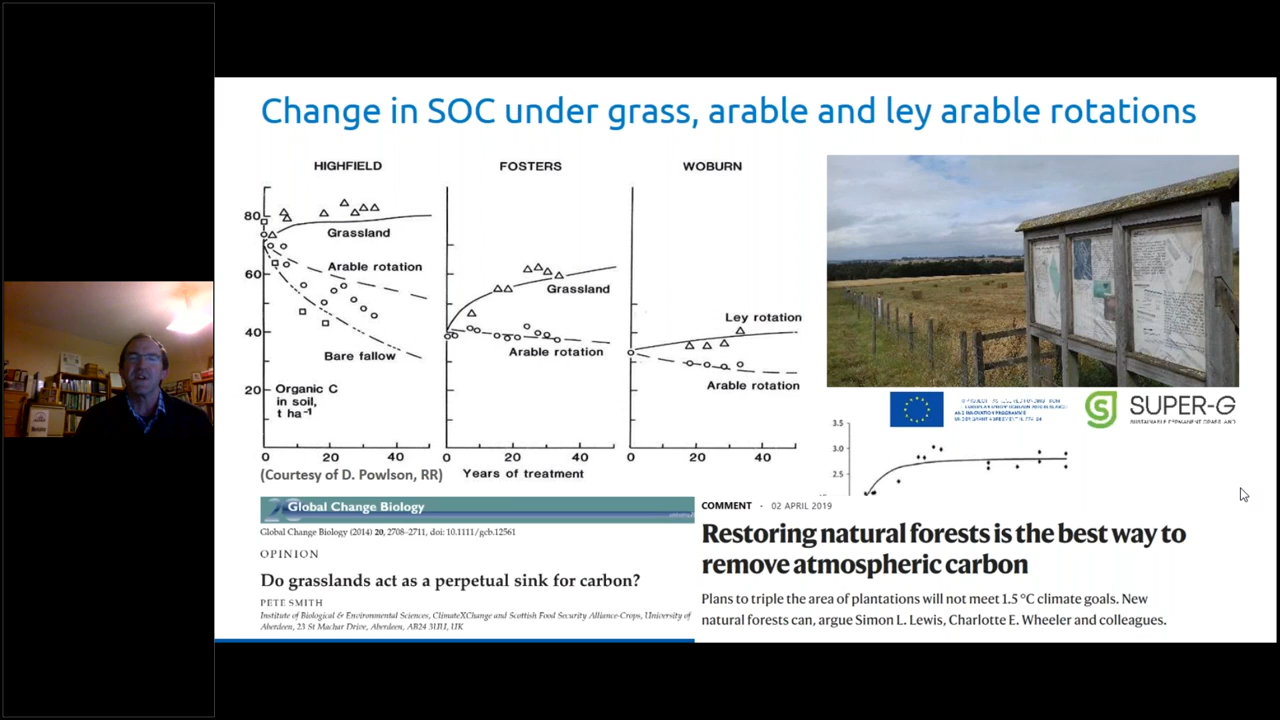 Change in SOC under grass, arable and ley arable rotations
HIGHFIELD
FOSTERS
WOBURN
80
60
40
20
Grassland
Arable rotation
Bare fallow
Organic C
in soil,
t ha⁻¹
Grassland
Arable rotation
Ley rotation
Arable rotation
0 20 40
0 20 40
0 20 40
(Courtesy of D. Powlson, RR)
Years of treatment
SUPER-G
3.5
3.0
2.5
Global Change Biology
Global Change Biology (2014) 20, 2708–2711, doi: 10.1111/gcb.12561
OPINION
Do grasslands act as a perpetual sink for carbon?
PETE SMITH
Institute of Biological & Environmental Sciences, ClimateXChange and Scottish Food Security Alliance-Crops, University of
Aberdeen, 23 St Machar Drive, Aberdeen, AB24 3UU, UK
COMMENT · 02 APRIL 2019
Restoring natural forests is the best way to
remove atmospheric carbon
Plans to triple the area of plantations will not meet 1.5 °C climate goals. New
natural forests can, argue Simon L. Lewis, Charlotte E. Wheeler and colleagues.